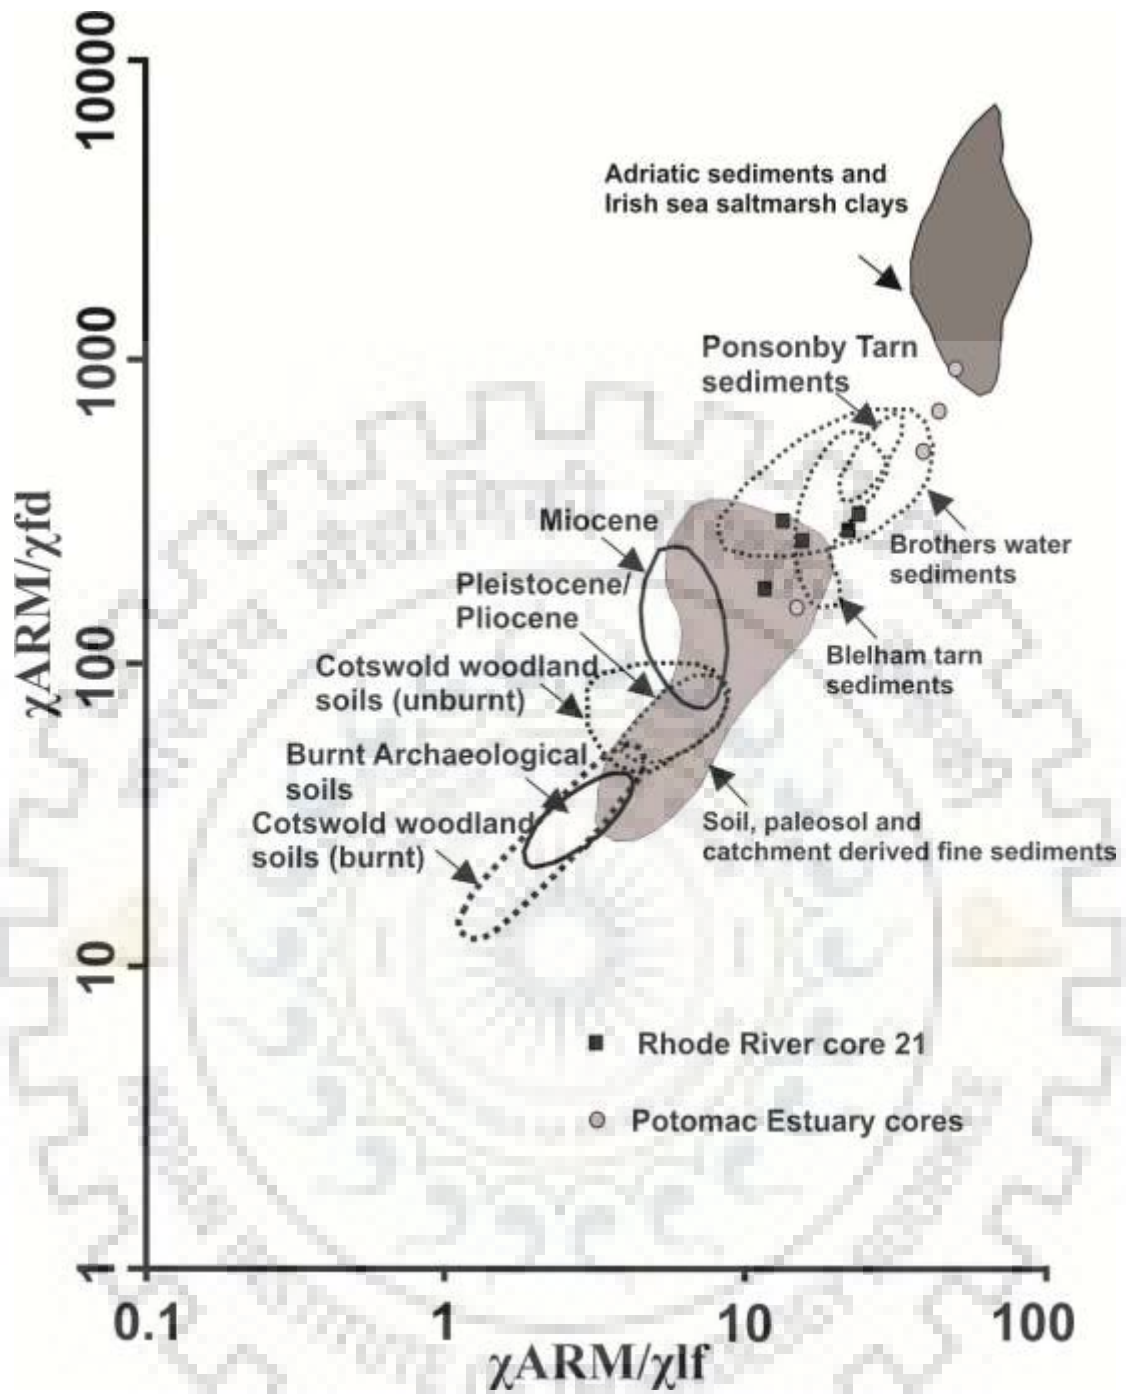 10000
Adriatic sediments and
Irish sea saltmarsh clays
1000
Ponsonby Tarn
sediments
χARM/χfd
Miocene
Brothers water
sediments
Pleistocene/
Pliocene
100
Cotswold woodland
soils (unburnt)
Blelham tarn
sediments
Burnt Archaeological
soils
Cotswold woodland
soils (burnt)
Soil, paleosol and
catchment derived fine sediments
10
Rhode River core 21
Potomac Estuary cores
1
0.1 1 10 100
χARM/χlf